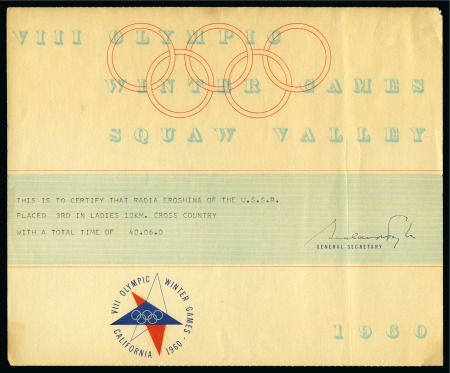 VIII OLYMPIC
WINTER GAMES
SQUAW VALLEY
THIS IS TO CERTIFY THAT RADIA EROSHINA OF THE U.S.S.R.
PLACED 3RD IN LADIES 10KM. CROSS COUNTRY
WITH A TOTAL TIME OF 40.06.0
GENERAL SECRETARY
VIII OLYMPIC WINTER GAMES
CALIFORNIA 1960
1960